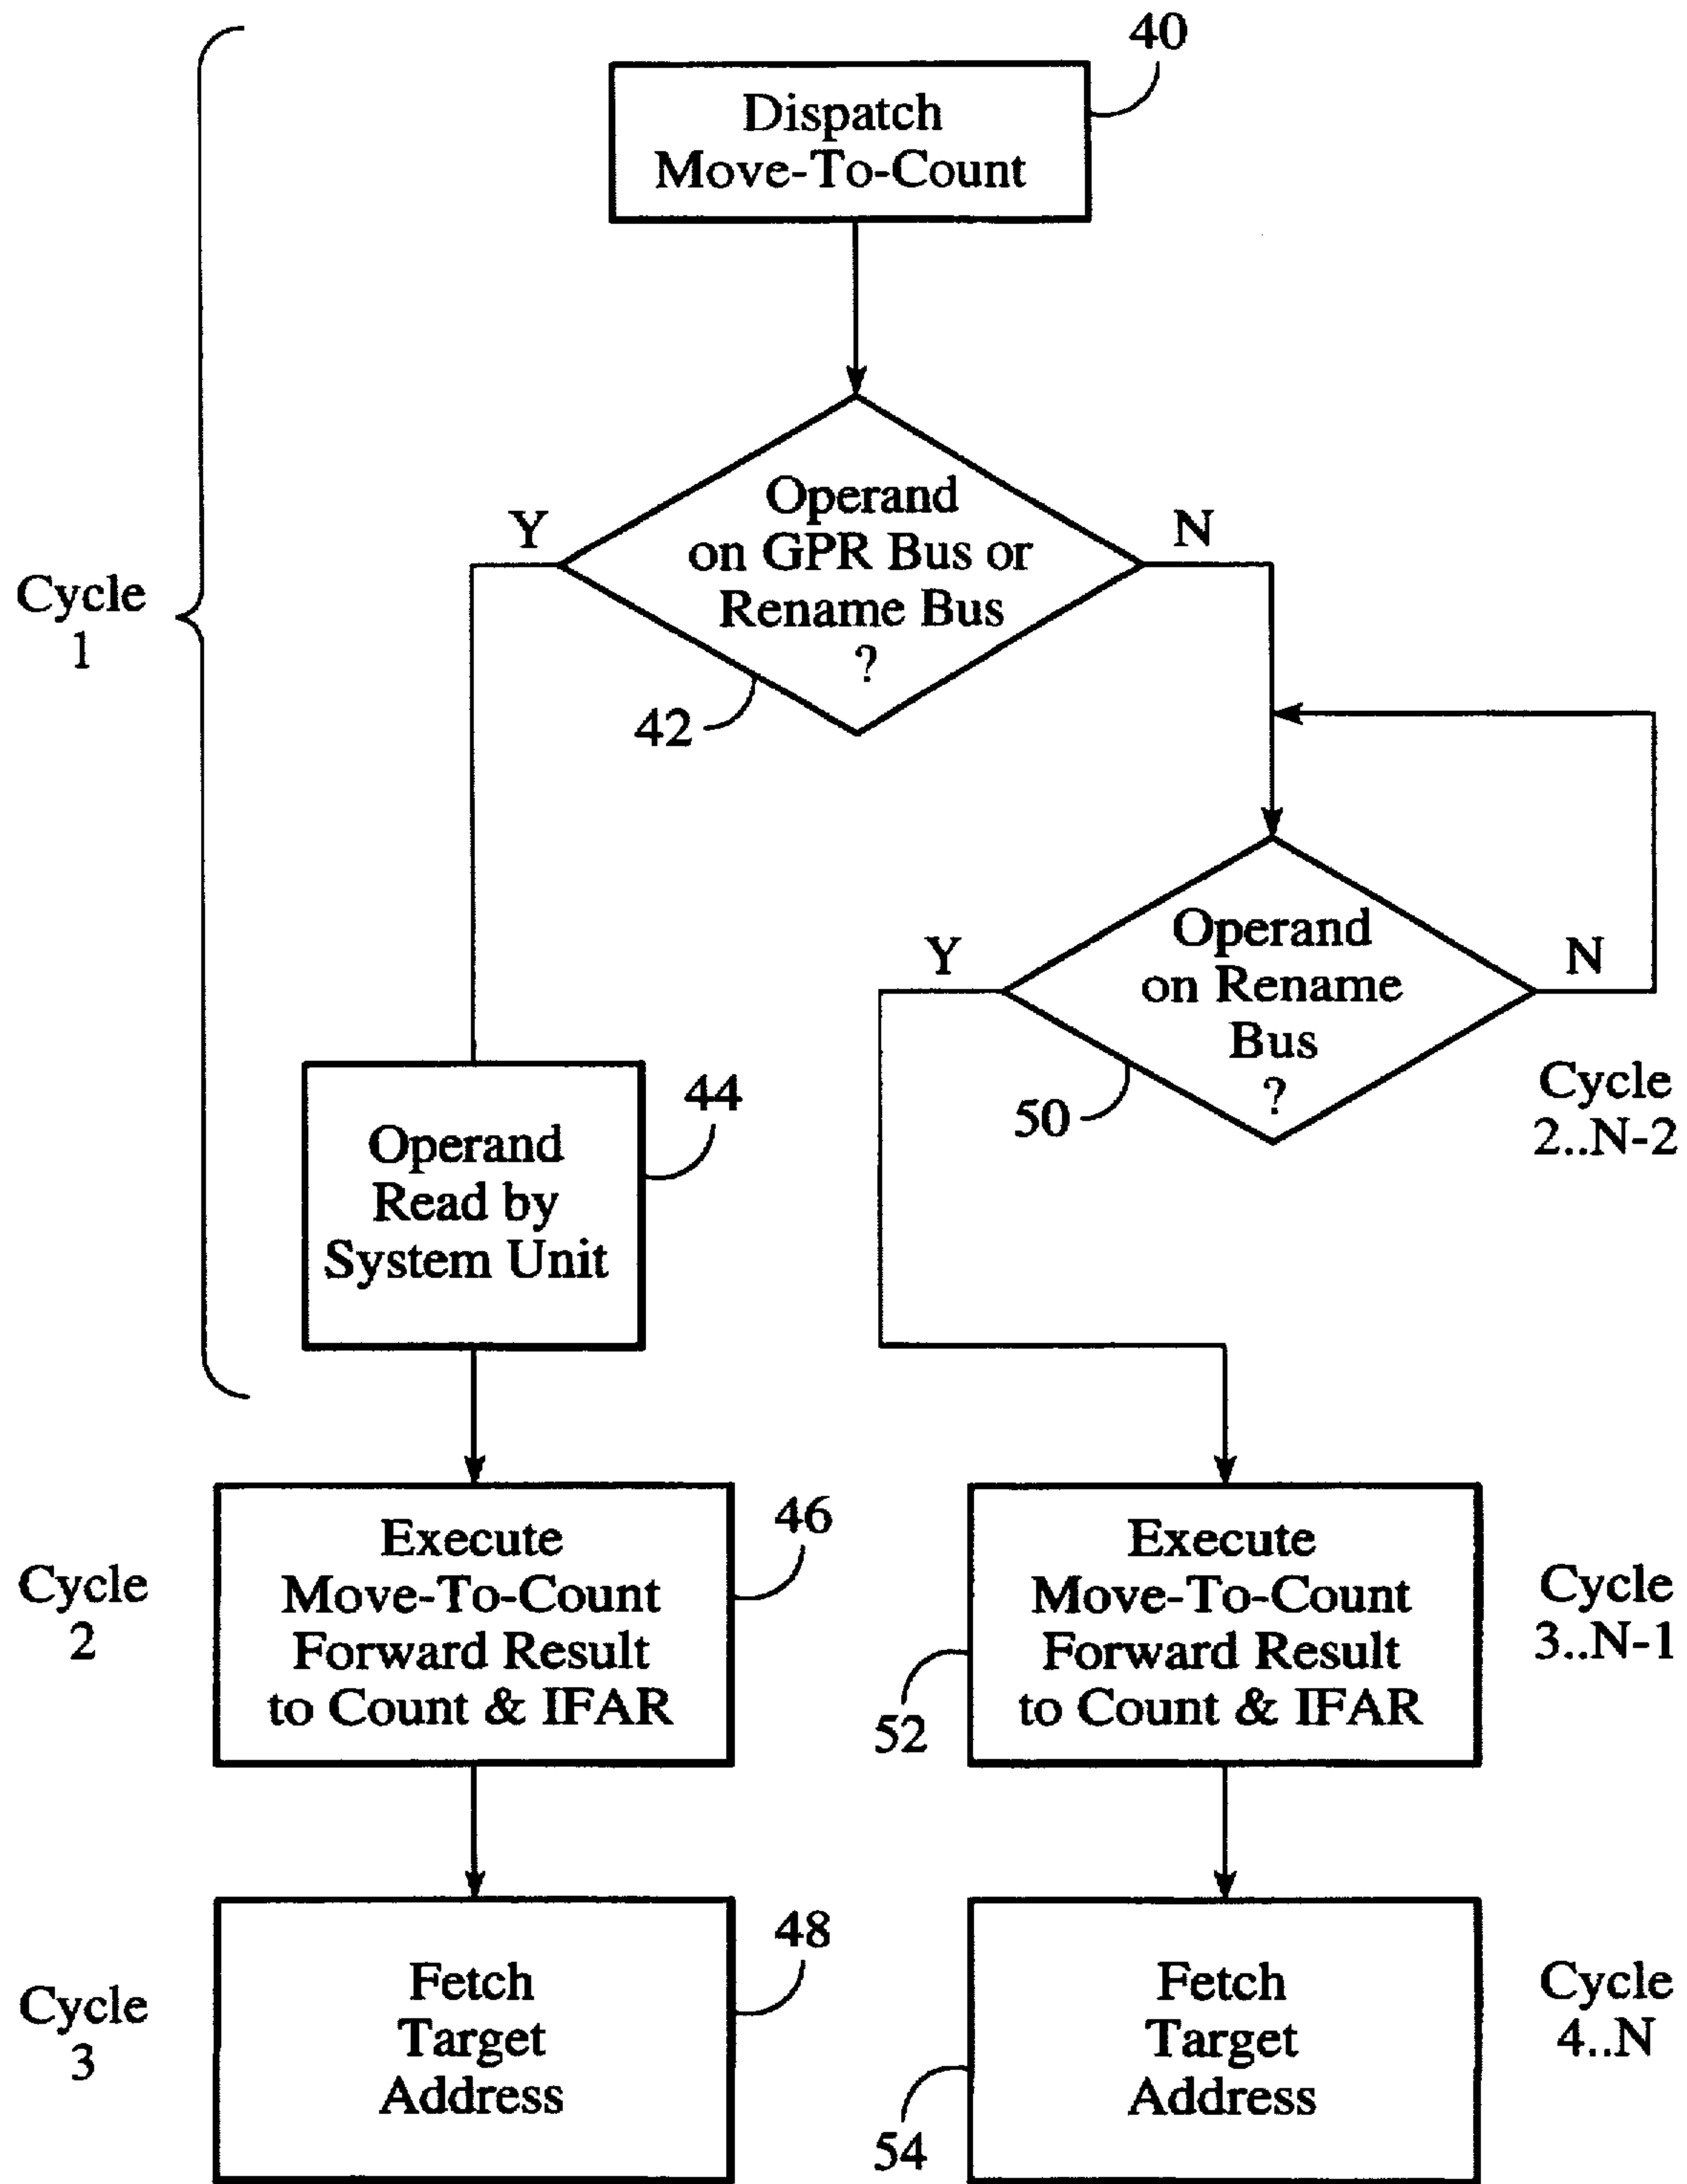 40
Dispatch
Move-To-Count
Operand
on GPR Bus or
Rename Bus
?
Y
N
42
Cycle
1
Operand
on Rename
Bus
?
Y
N
50
Cycle
2..N-2
44
Operand
Read by
System Unit
Cycle
2
46
Execute
Move-To-Count
Forward Result
to Count & IFAR
52
Execute
Move-To-Count
Forward Result
to Count & IFAR
Cycle
3..N-1
Cycle
3
48
Fetch
Target
Address
54
Fetch
Target
Address
Cycle
4..N